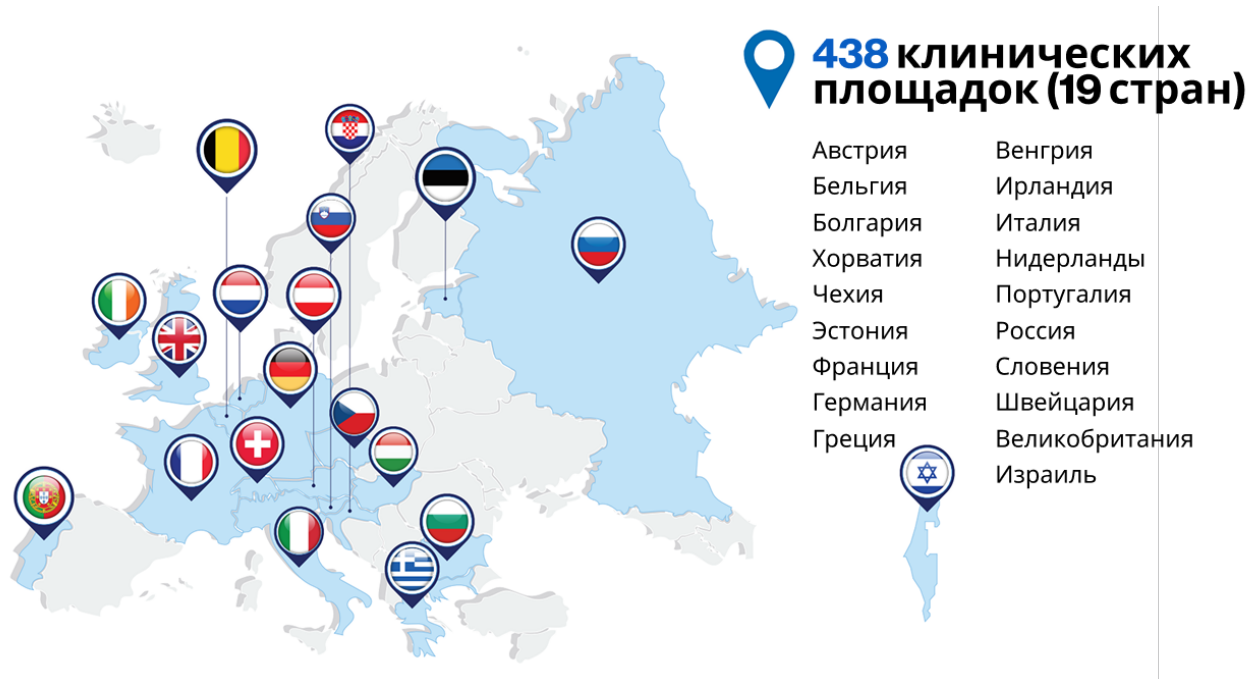 438 клинических
площадок (19 стран)
Австрия
Бельгия
Болгария
Хорватия
Чехия
Эстония
Франция
Германия
Греция
Венгрия
Ирландия
Италия
Нидерланды
Португалия
Россия
Словения
Швейцария
Великобритания
Израиль